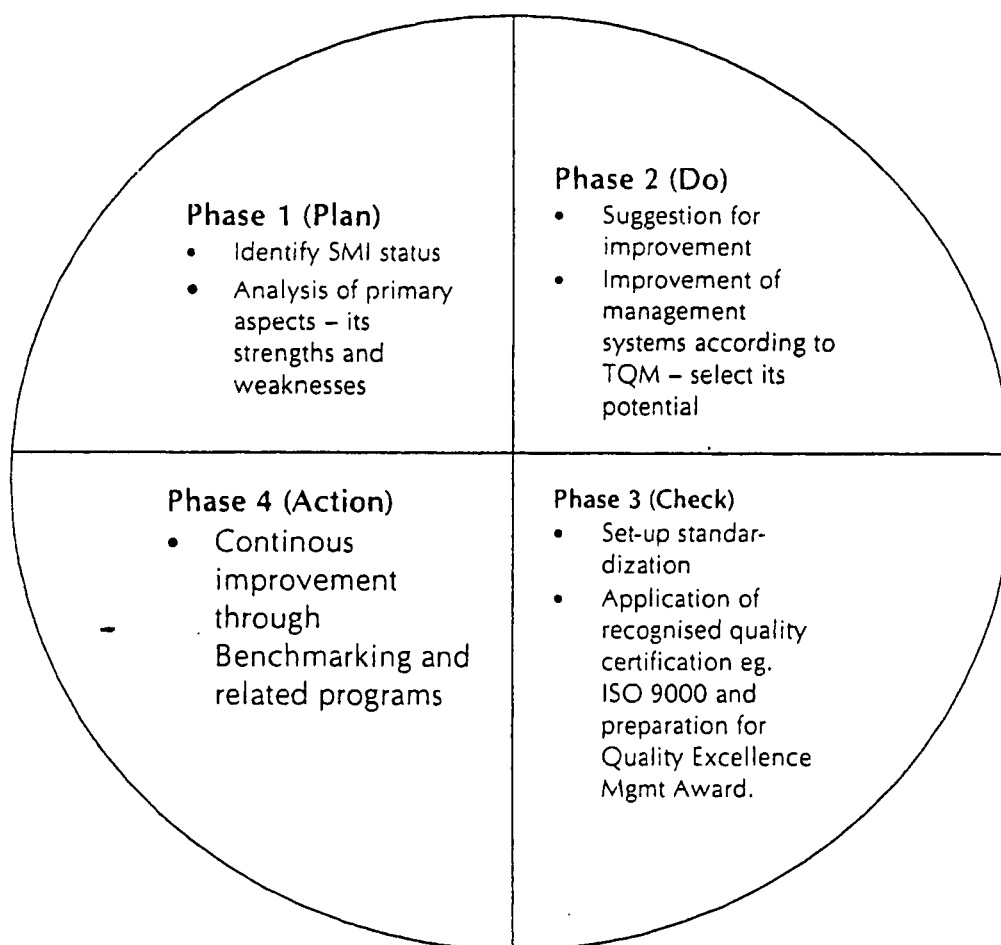 Phase 1 (Plan)
• Identify SMI status
• Analysis of primary
aspects – its
strengths and
weaknesses
Phase 2 (Do)
• Suggestion for
improvement
• Improvement of
management
systems according to
TQM – select its
potential
Phase 3 (Check)
• Set-up standar-
dization
• Application of
recognised quality
certification eg.
ISO 9000 and
preparation for
Quality Excellence
Mgmt Award.
Phase 4 (Action)
• Continous
improvement
through
Benchmarking and
related programs